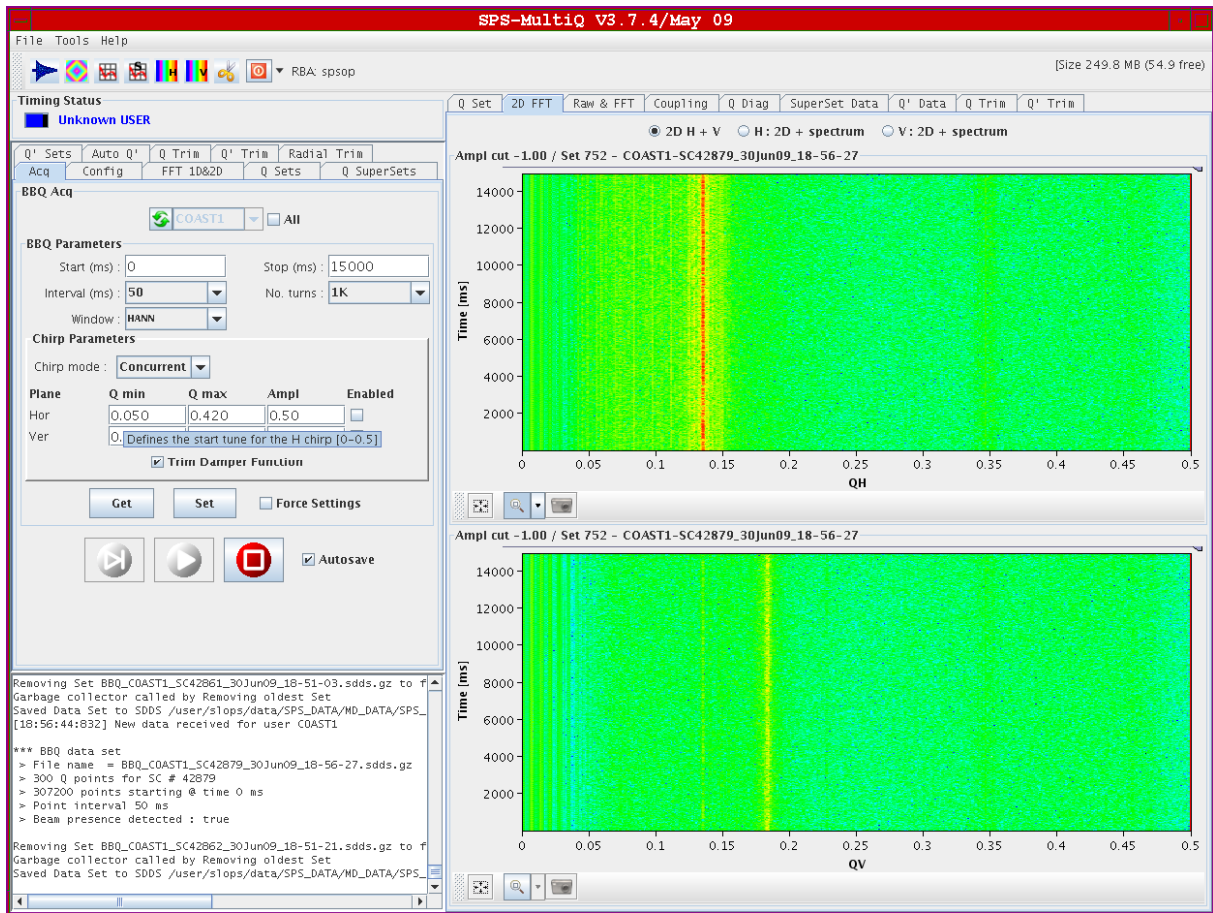 SPS-MultiQ V3.7.4/May 09
File Tools Help
H V RBA: spsop
[Size 249.8 MB (54.9 free)
Timing Status
Unknown USER
Q' Sets Auto Q' Q Trim Q' Trim Radial Trim
Acq Config FFT 1D&2D Q Sets Q SuperSets
BBQ Acq
COAST1 All
BBQ Parameters
Start (ms) : 0 Stop (ms) : 15000
Interval (ms) : 50 No. turns : 1K
Window : HANN
Chirp Parameters
Chirp mode : Concurrent
Plane Q min Q max Ampl Enabled
Hor 0.050 0.420 0.50
Ver 0.
Defines the start tune for the H chirp [0-0.5]
Trim Damper Function
Get Set Force Settings
Autosave
Removing Set BBQ_COAST1_SC42861_30Jun09_18-51-03.sdds.gz to f
Garbage collector called by Removing oldest Set
Saved Data Set to SDDS /user/slops/data/SPS_DATA/MD_DATA/SPS_
[18:56:44:832] New data received for user COAST1
*** BBQ data set
> File name = BBQ_COAST1_SC42879_30Jun09_18-56-27.sdds.gz
> 300 Q points for SC # 42879
> 307200 points starting @ time 0 ms
> Point interval 50 ms
> Beam presence detected : true
Removing Set BBQ_COAST1_SC42862_30Jun09_18-51-21.sdds.gz to f
Garbage collector called by Removing oldest Set
Saved Data Set to SDDS /user/slops/data/SPS_DATA/MD_DATA/SPS_
Q Set 2D FFT Raw & FFT Coupling Q Diag SuperSet Data Q' Data Q Trim Q' Trim
2D H + V H : 2D + spectrum V : 2D + spectrum
Ampl cut -1.00 / Set 752 - COAST1-SC42879_30Jun09_18-56-27
Time [ms]
14000
12000
10000
8000
6000
4000
2000
0 0.05 0.1 0.15 0.2 0.25 0.3 0.35 0.4 0.45 0.5
QH
Ampl cut -1.00 / Set 752 - COAST1-SC42879_30Jun09_18-56-27
Time [ms]
14000
12000
10000
8000
6000
4000
2000
0 0.05 0.1 0.15 0.2 0.25 0.3 0.35 0.4 0.45 0.5
QV